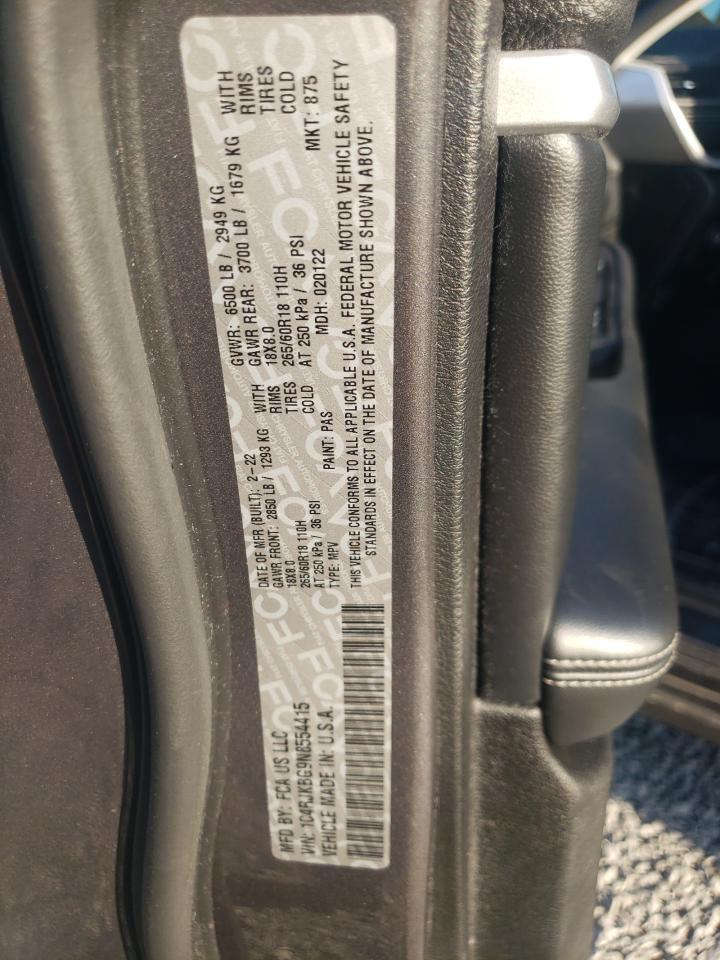 MFD BY: FCA US LLC
VIN: 1C4RJKBG9N8554415
VEHICLE MADE IN: U.S.A.
DATE OF MFR (BUILT): 2-22
GVWR: 6500 LB / 2949 KG
GAWR FRONT: 2850 LB / 1293 KG WITH
18X8.0 RIMS
265/60R18 110H TIRES
AT 250 kPa / 36 PSI COLD
GAWR REAR: 3700 LB / 1679 KG WITH
18X8.0 RIMS
265/60R18 110H TIRES
AT 250 kPa / 36 PSI COLD
TYPE: MPV PAINT: PAS MDH: 020122 MKT: 875
THIS VEHICLE CONFORMS TO ALL APPLICABLE U.S.A. FEDERAL MOTOR VEHICLE SAFETY
STANDARDS IN EFFECT ON THE DATE OF MANUFACTURE SHOWN ABOVE.